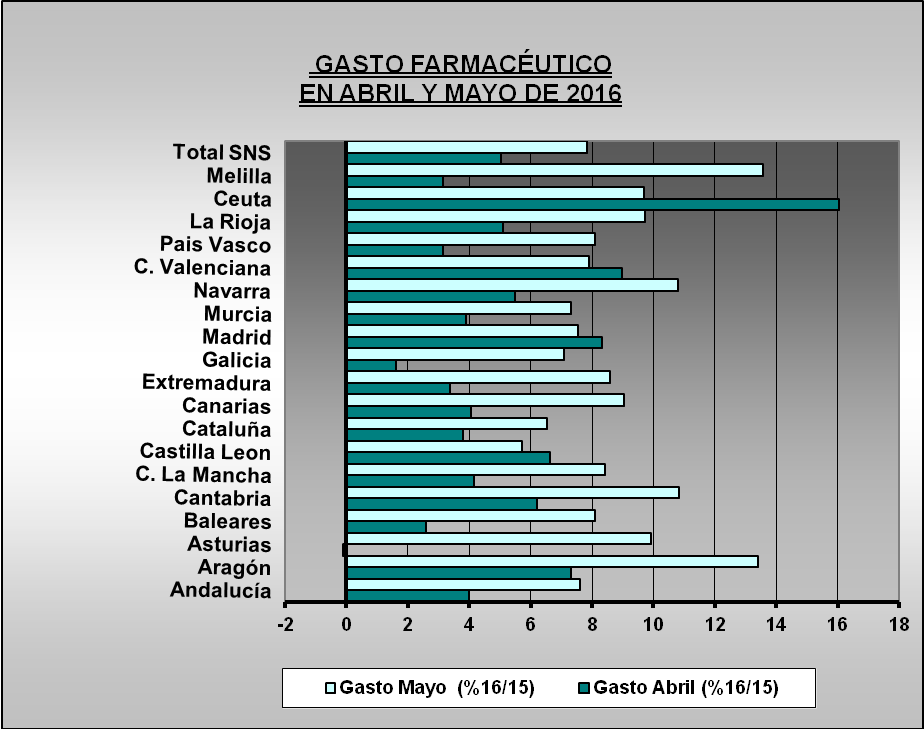 GASTO FARMACÉUTICO
EN ABRIL Y MAYO DE 2016
Total SNS
Melilla
Ceuta
La Rioja
Pais Vasco
C. Valenciana
Navarra
Murcia
Madrid
Galicia
Extremadura
Canarias
Cataluña
Castilla Leon
C. La Mancha
Cantabria
Baleares
Asturias
Aragón
Andalucía
-2 0 2 4 6 8 10 12 14 16 18
Gasto Mayo (%16/15) Gasto Abril (%16/15)